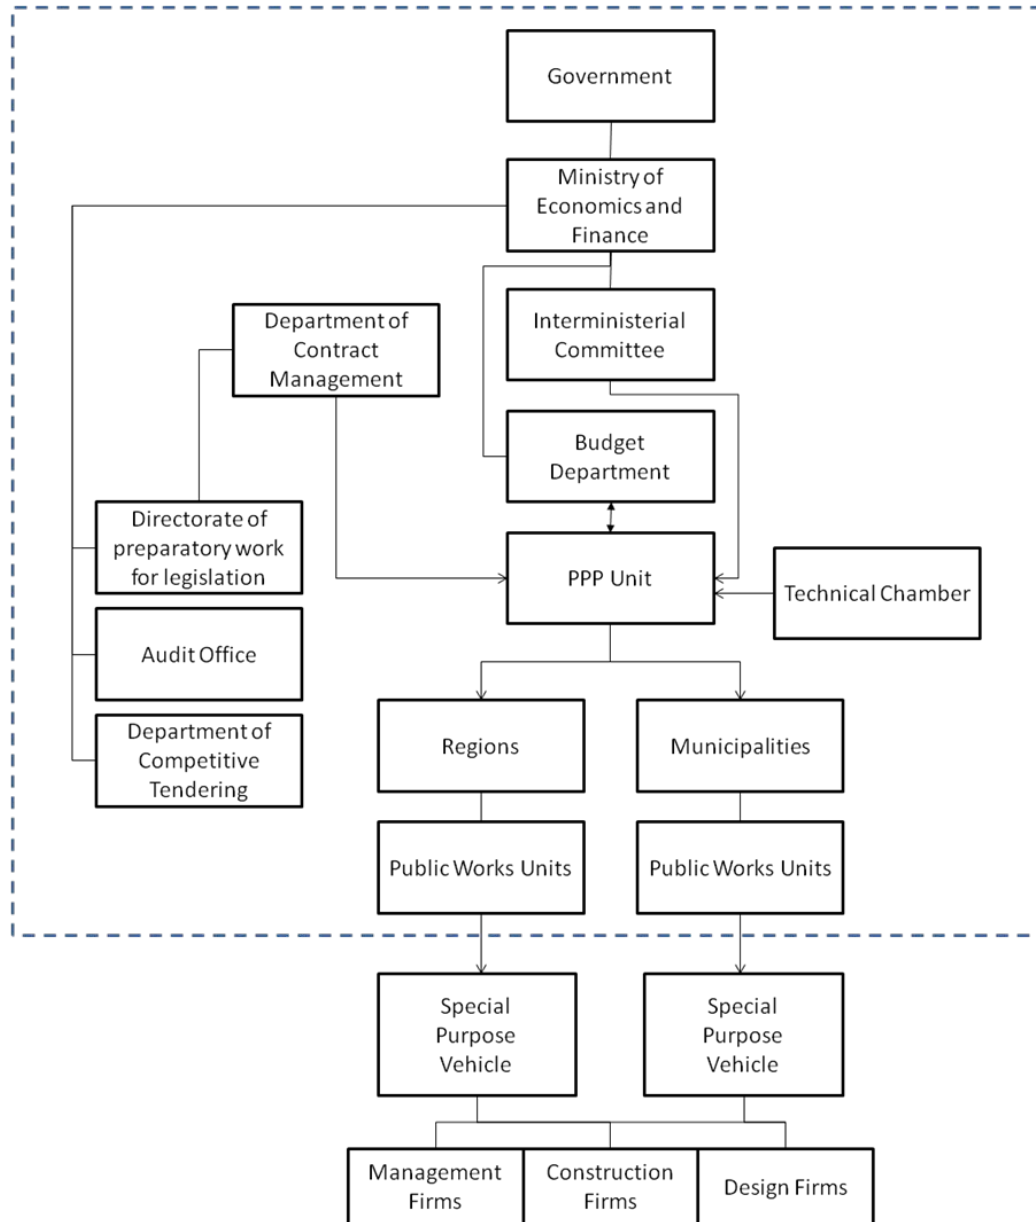 Government
Ministry of
Economics and
Finance
Department of
Contract
Management
Interministerial
Committee
Budget
Department
Directorate of
preparatory work
for legislation
PPP Unit
Technical Chamber
Audit Office
Department of
Competitive
Tendering
Regions
Municipalities
Public Works Units
Public Works Units
Special
Purpose
Vehicle
Special
Purpose
Vehicle
Management
Firms
Construction
Firms
Design Firms